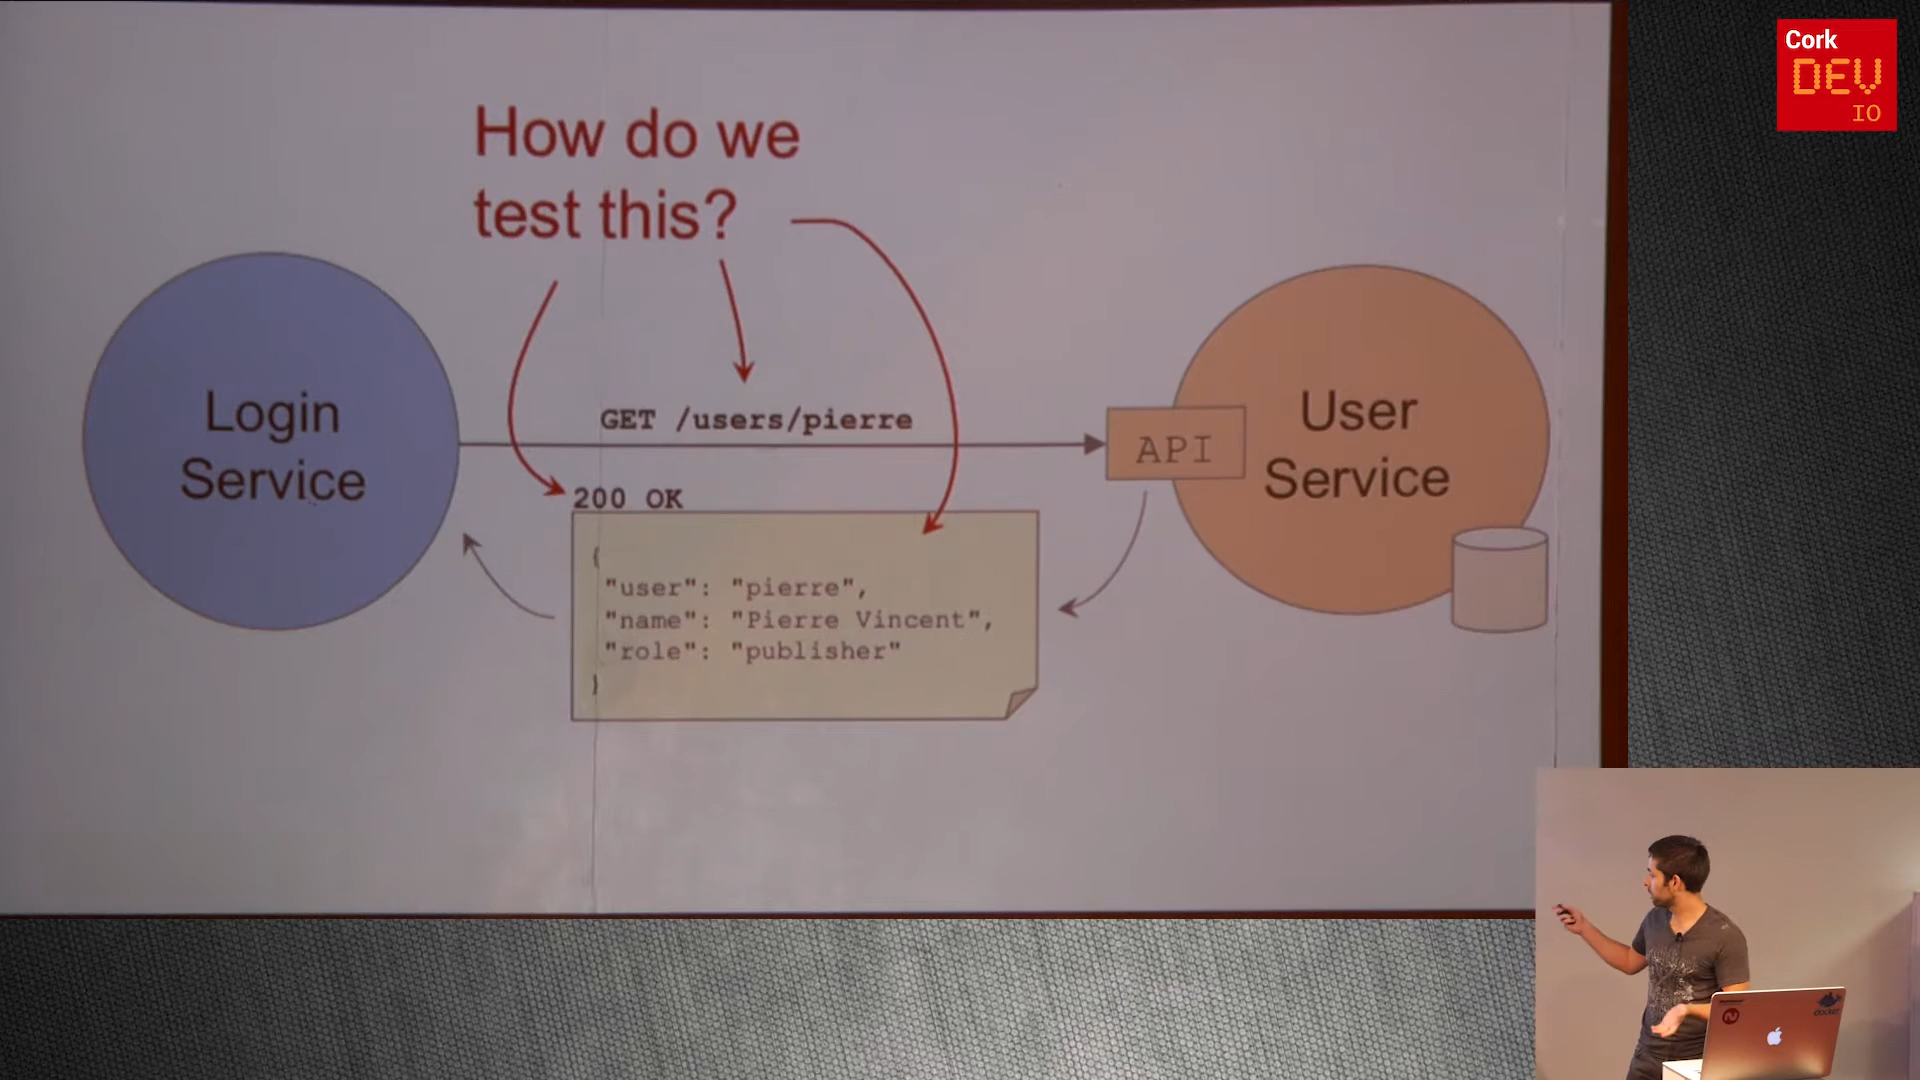 Cork
DEV
IO
How do we
test this?
Login
Service
GET /users/pierre
API
User
Service
200 OK
{
"user": "pierre",
"name": "Pierre Vincent",
"role": "publisher"
}
docker